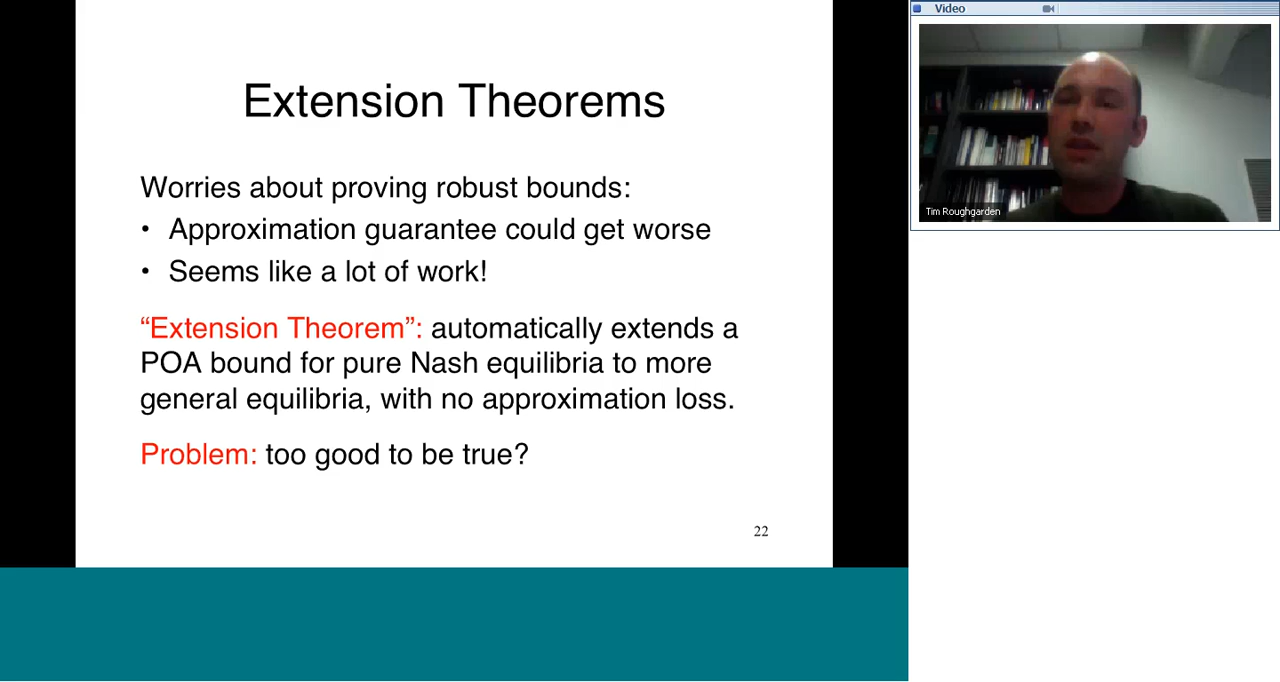 Extension Theorems
Worries about proving robust bounds:
• Approximation guarantee could get worse
• Seems like a lot of work!
“Extension Theorem”: automatically extends a
POA bound for pure Nash equilibria to more
general equilibria, with no approximation loss.
Problem: too good to be true?
22
Video
Tim Roughgarden